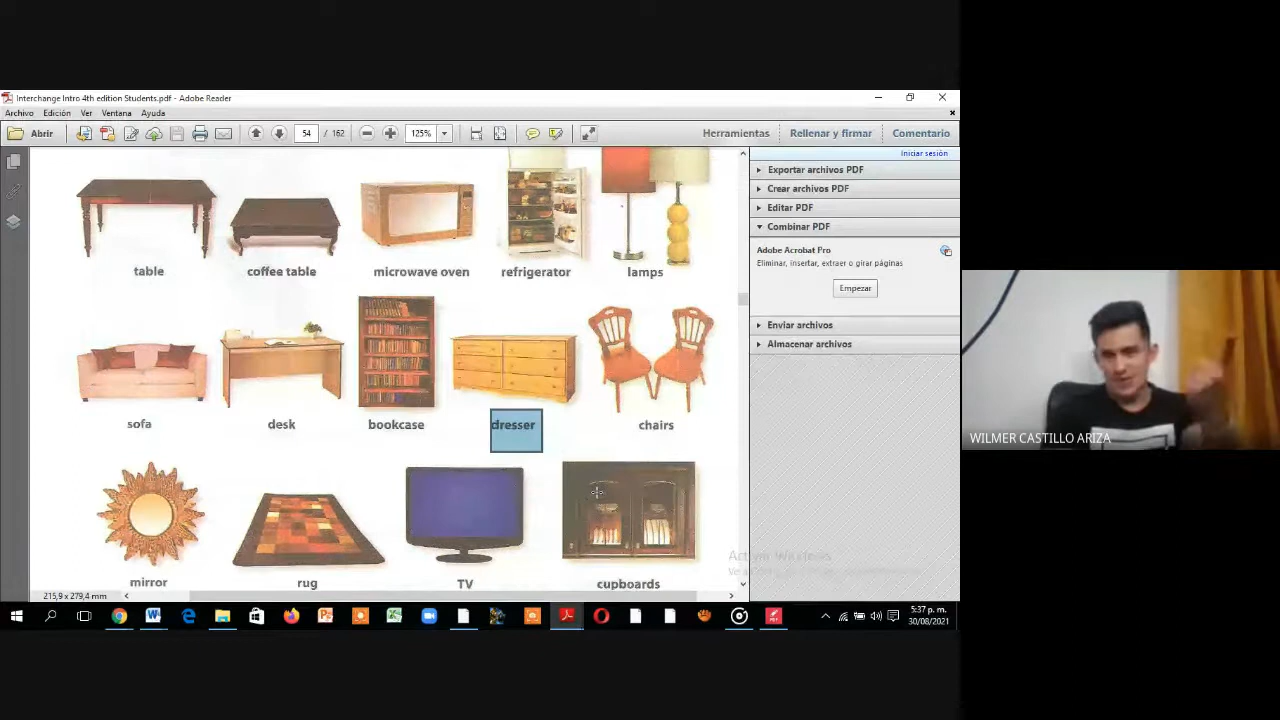 Interchange Intro 4th edition Students.pdf - Adobe Reader
Archivo Edición Ver Ventana Ayuda
Abrir 54 / 162 125% Herramientas Rellenar y firmar Comentario
Iniciar sesión
Exportar archivos PDF
Crear archivos PDF
Editar PDF
Combinar PDF
Adobe Acrobat Pro
Eliminar, insertar, extraer o girar páginas
Empezar
Enviar archivos
Almacenar archivos
table coffee table microwave oven refrigerator lamps
sofa desk bookcase dresser chairs
mirror rug TV cupboards
WILMER CASTILLO ARIZA
215,9 x 279,4 mm
5:37 p. m.
30/08/2021